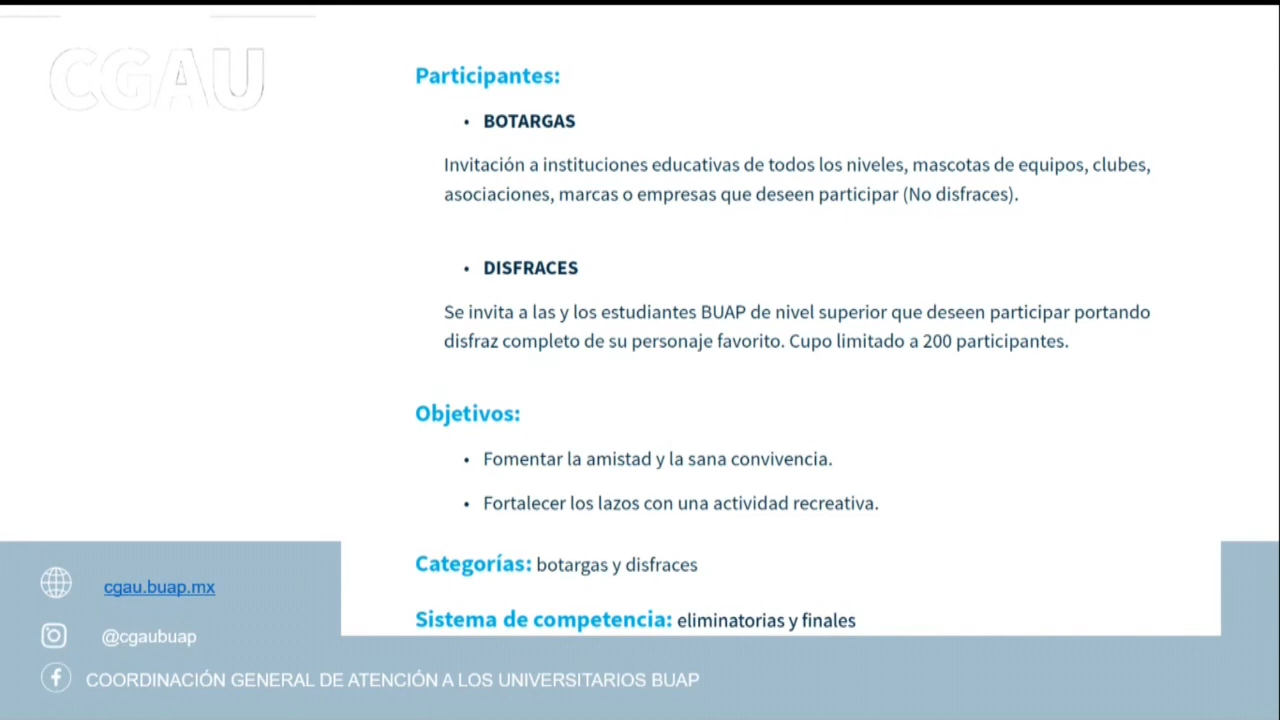 CGAU
Participantes:
• BOTARGAS
Invitación a instituciones educativas de todos los niveles, mascotas de equipos, clubes,
asociaciones, marcas o empresas que deseen participar (No disfraces).
• DISFRACES
Se invita a las y los estudiantes BUAP de nivel superior que deseen participar portando
disfraz completo de su personaje favorito. Cupo limitado a 200 participantes.
Objetivos:
• Fomentar la amistad y la sana convivencia.
• Fortalecer los lazos con una actividad recreativa.
Categorías: botargas y disfraces
Sistema de competencia: eliminatorias y finales
cgau.buap.mx
@cgaubuap
COORDINACIÓN GENERAL DE ATENCIÓN A LOS UNIVERSITARIOS BUAP